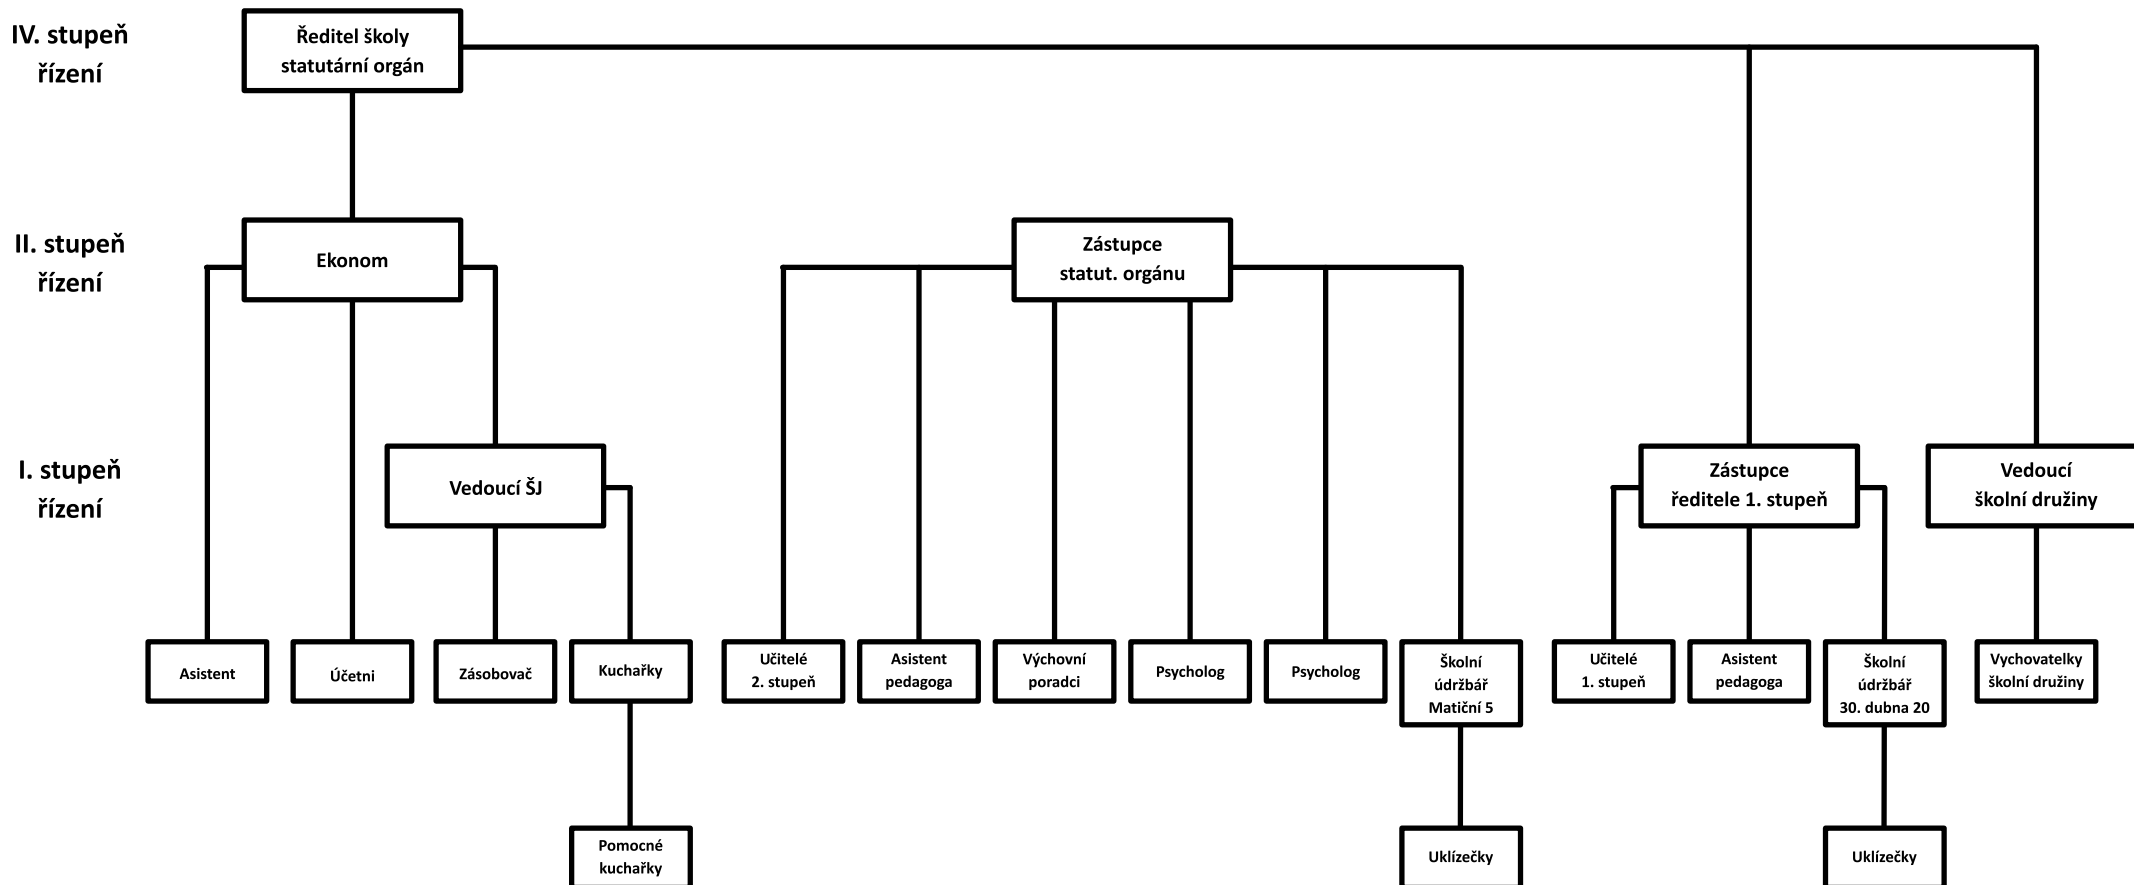 IV. stupeň
řízení
Ředitel školy
statutární orgán
II. stupeň
řízení
Ekonom
Zástupce
statut. orgánu
I. stupeň
řízení
Vedoucí ŠJ
Zástupce
ředitele 1. stupeň
Vedoucí
školní družiny
Asistent
Účetni
Zásobovač
Kuchařky
Učitelé
2. stupeň
Asistent
pedagoga
Výchovní
poradci
Psycholog
Psycholog
Školní
údržbář
Matiční 5
Učitelé
1. stupeň
Asistent
pedagoga
Školní
údržbář
30. dubna 20
Vychovatelky
školní družiny
Pomocné
kuchařky
Uklízečky
Uklízečky